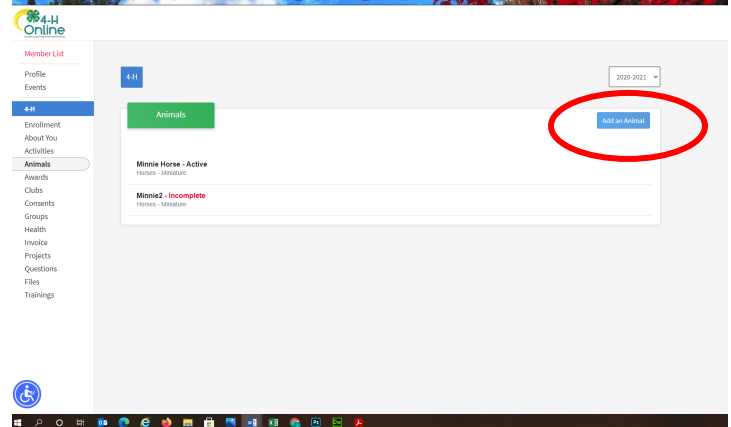 4-H
Online
Member List
Profile
Events
4-H
Enrollment
About You
Activities
Animals
Awards
Clubs
Consents
Groups
Health
Invoice
Projects
Questions
Files
Trainings
4-H
2020-2021
Animals
Add an Animal
Minnie Horse - Active
Horses - Miniature
Minnie2 - Incomplete
Horses - Miniature